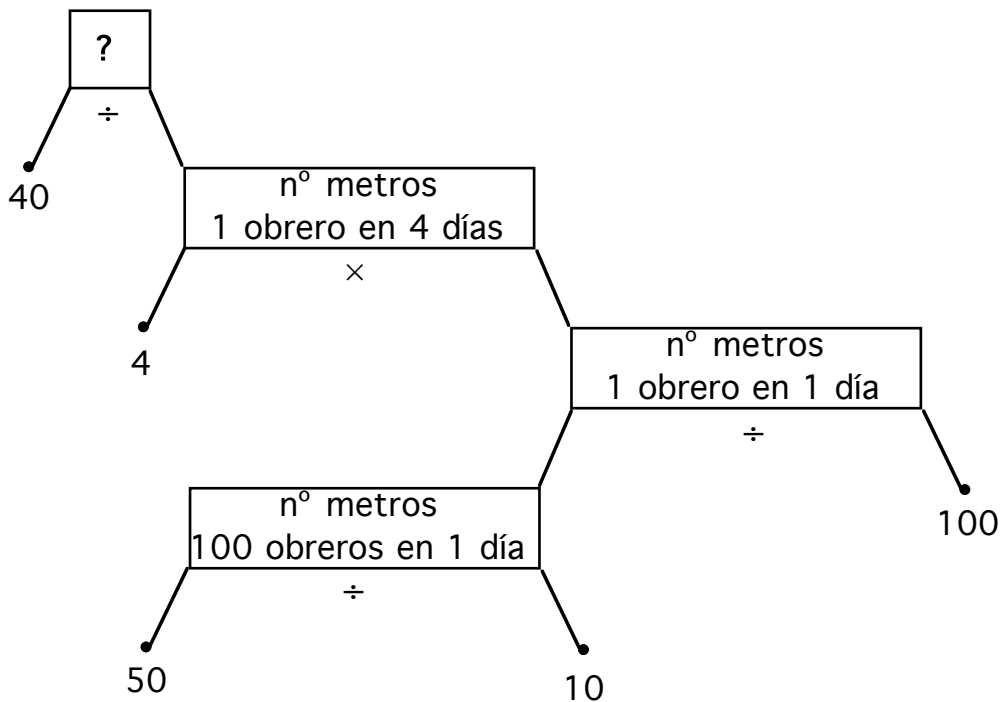 ?
÷
40
nº metros
1 obrero en 4 días
×
4
nº metros
1 obrero en 1 día
÷
100
nº metros
100 obreros en 1 día
÷
50
10